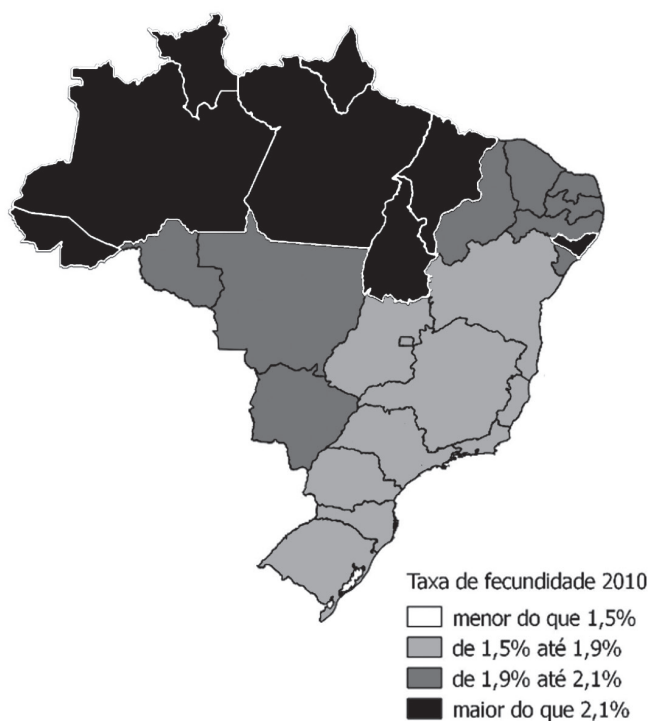 Taxa de fecundidade 2010
menor do que 1,5%
de 1,5% até 1,9%
de 1,9% até 2,1%
maior do que 2,1%